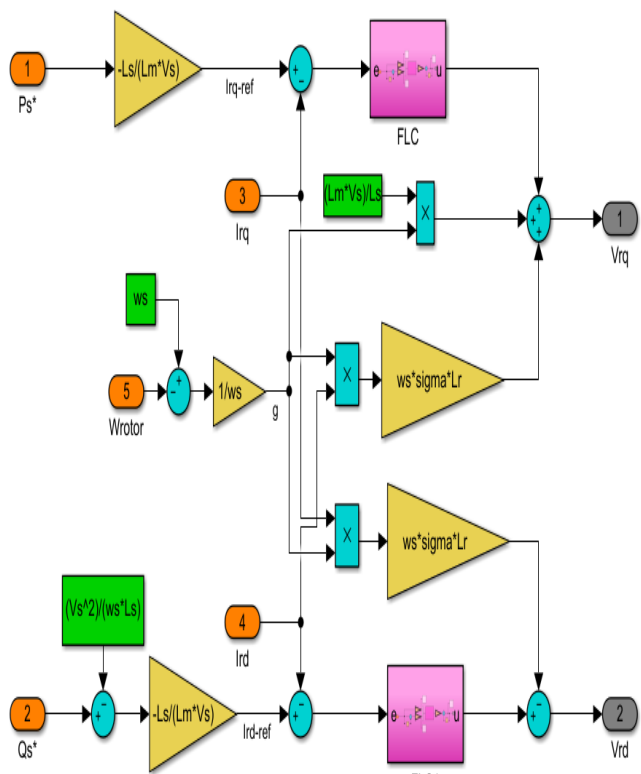 1
Ps*
-Ls/(Lm*Vs)
Irq-ref
+
−
e
u
FLC
3
Irq
(Lm*Vs)/Ls
X
+
+
+
1
Vrq
ws
5
Wrotor
+
−
1/ws
g
X
ws*sigma*Lr
X
ws*sigma*Lr
(Vs^2)/(ws*Ls)
4
Ird
2
Qs*
−
+
-Ls/(Lm*Vs)
Ird-ref
−
+
e
u
−
+
2
Vrd